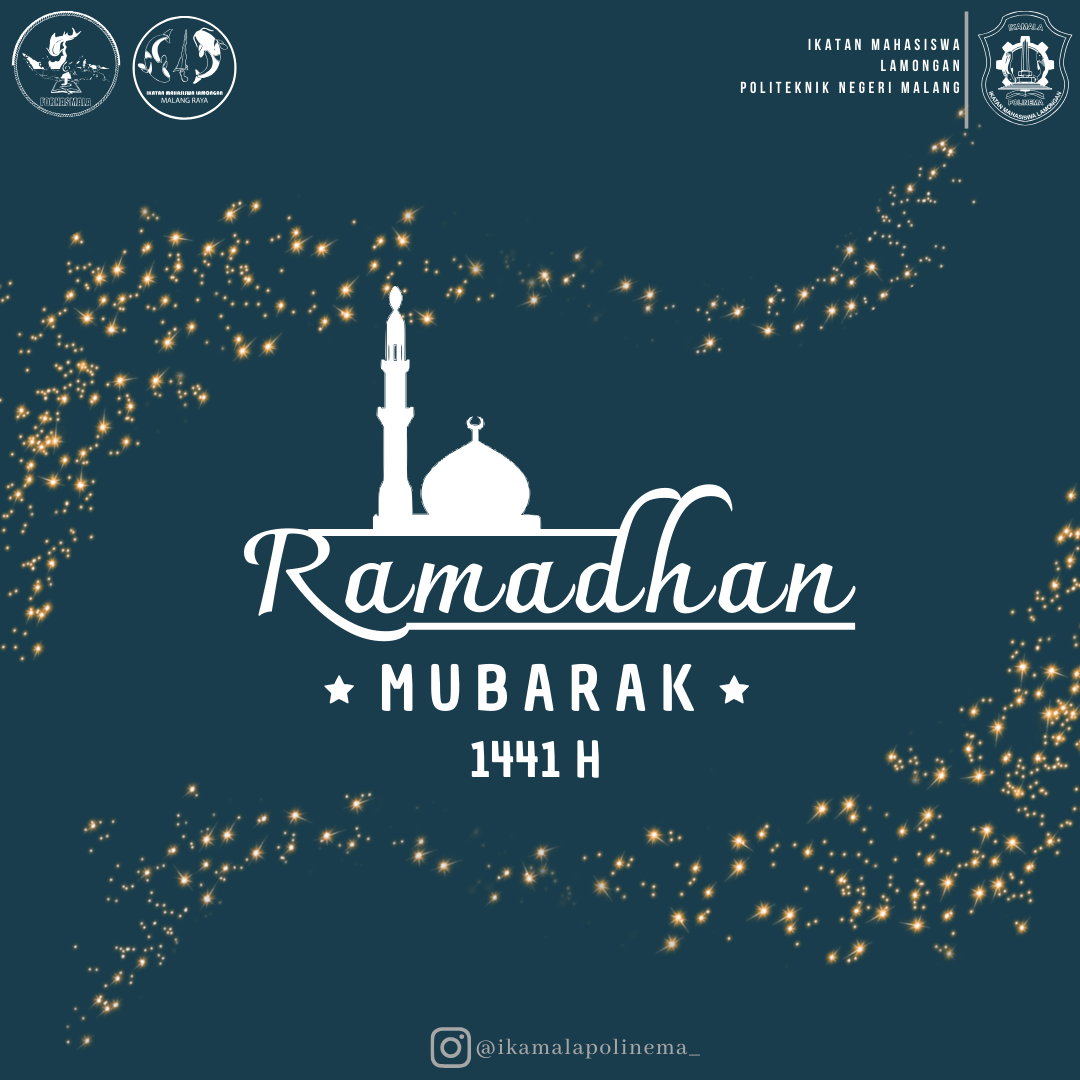 FORMASMALA
IKATAN MAHASISWA LAMONGAN
MALANG RAYA
IKATAN MAHASISWA
LAMONGAN
POLITEKNIK NEGERI MALANG
IKAMALA
POLINEMA
IKATAN MAHASISWA LAMONGAN
Ramadhan
MUBARAK
1441 H
@ikamalapolinema_